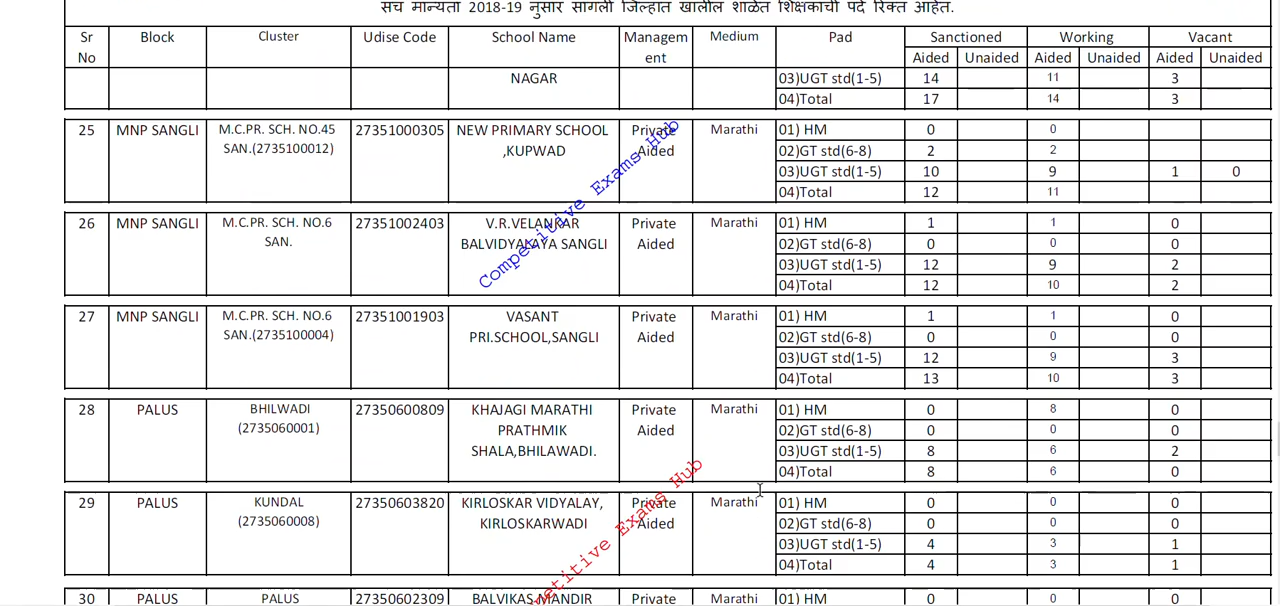 संच मान्यता 2018-19 नुसार सांगली जिल्हात खालील शाळेत शिक्षकांची पदे रिक्त आहेत.
Sr No Block Cluster Udise Code School Name Managem ent Medium Pad Sanctioned Working Vacant
Aided Unaided Aided Unaided Aided Unaided
NAGAR 03)UGT std(1-5) 14 11 3
04)Total 17 14 3
25 MNP SANGLI M.C.PR. SCH. NO.45 27351000305 NEW PRIMARY SCHOOL Private Marathi 01) HM 0 0
SAN.(2735100012) ,KUPWAD Aided 02)GT std(6-8) 2 2
03)UGT std(1-5) 10 9 1 0
04)Total 12 11
26 MNP SANGLI M.C.PR. SCH. NO.6 27351002403 V.R.VELANKAR Private Marathi 01) HM 1 1 0
SAN. BALVIDYALAYA SANGLI Aided 02)GT std(6-8) 0 0 0
03)UGT std(1-5) 12 9 2
04)Total 12 10 2
27 MNP SANGLI M.C.PR. SCH. NO.6 27351001903 VASANT Private Marathi 01) HM 1 1 0
SAN.(2735100004) PRI.SCHOOL,SANGLI Aided 02)GT std(6-8) 0 0 0
03)UGT std(1-5) 12 9 3
04)Total 13 10 3
28 PALUS BHILWADI 27350600809 KHAJAGI MARATHI Private Marathi 01) HM 0 8 0
(2735060001) PRATHMIK Aided 02)GT std(6-8) 0 0 0
SHALA,BHILAWADI. 03)UGT std(1-5) 8 6 2
04)Total 8 6 0
29 PALUS KUNDAL 27350603820 KIRLOSKAR VIDYALAY, Private Marathi 01) HM 0 0 0
(2735060008) KIRLOSKARWADI Aided 02)GT std(6-8) 0 0 0
03)UGT std(1-5) 4 3 1
04)Total 4 3 1
30 PALUS PALUS 27350602309 BALVIKAS MANDIR Private Marathi 01) HM 0 0 0
Competitive Exams Hub
petitive Exams Hub